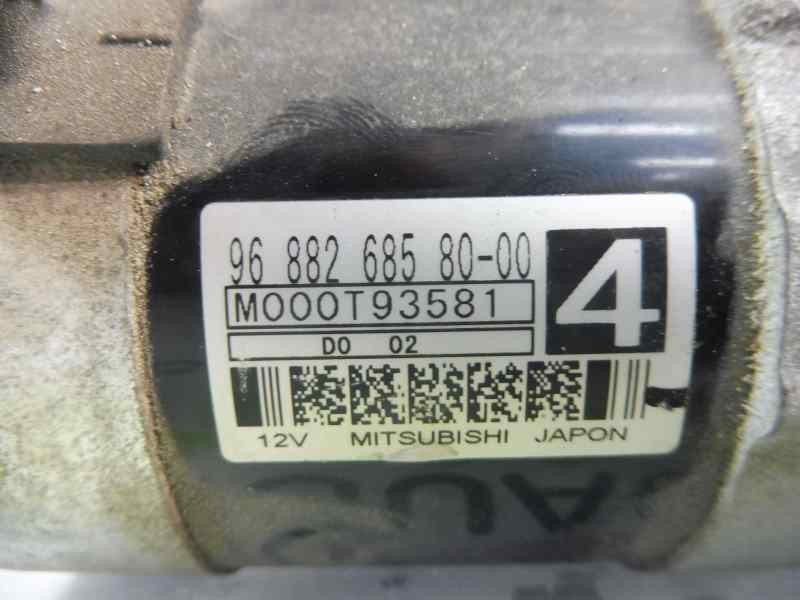 96 882 685 80-00
4
M000T93581
D0 02
12V MITSUBISHI JAPON